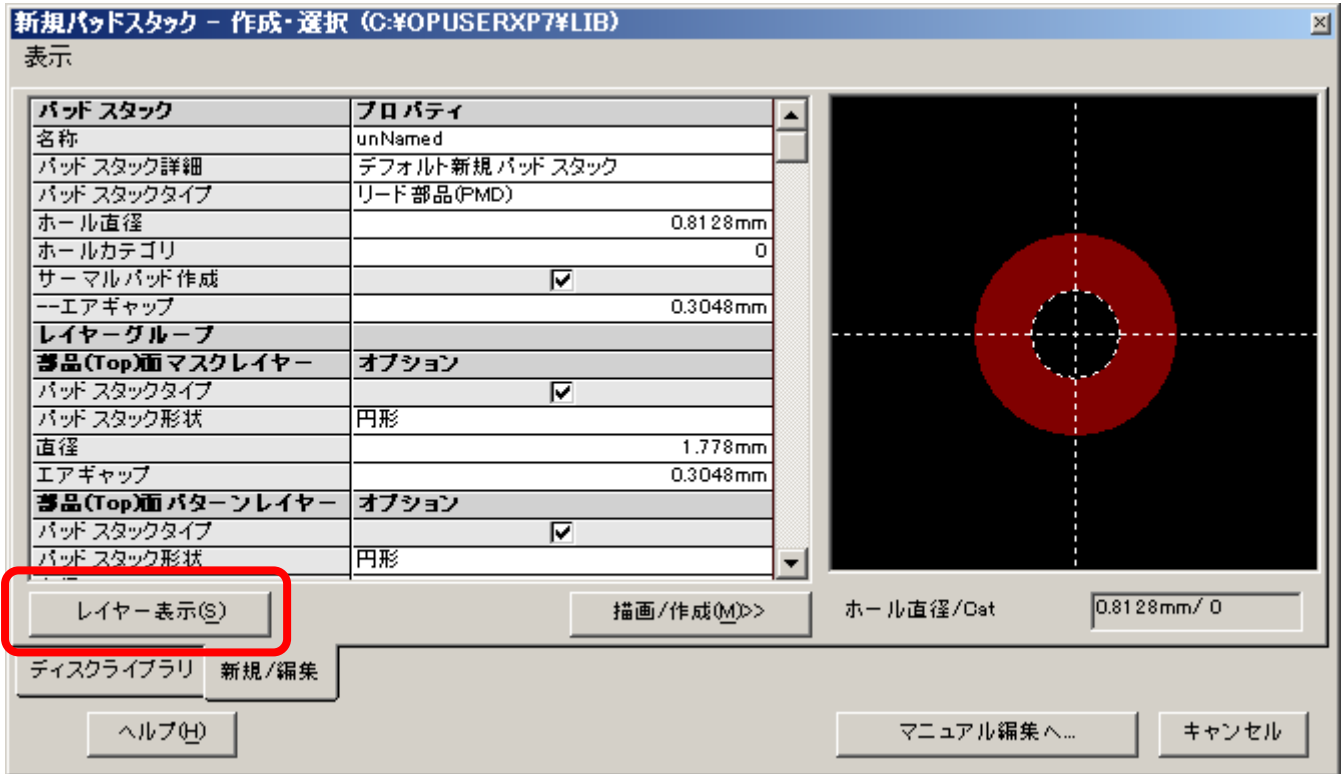 新規パッドスタック - 作成・選択 (C:¥OPUSERXP7¥LIB)
表示
パッド スタック プロパティ
名称 unNamed
パッド スタック詳細 デフォルト新規 パッド スタック
パッド スタックタイプ リード部品(PMD)
ホール直径 0.8128mm
ホールカテゴリ 0
サーマルパッド作成
--エアギャップ 0.3048mm
レイヤーグループ
部品(Top)面マスクレイヤー オプション
パッド スタックタイプ
パッド スタック形状 円形
直径 1.778mm
エアギャップ 0.3048mm
部品(Top)面パターンレイヤー オプション
パッド スタックタイプ
パッド スタック形状 円形
レイヤー表示(S) 描画/作成(M)>> ホール直径/Cat 0.8128mm/ 0
ディスクライブラリ 新規/編集
ヘルプ(H) マニュアル編集へ... キャンセル